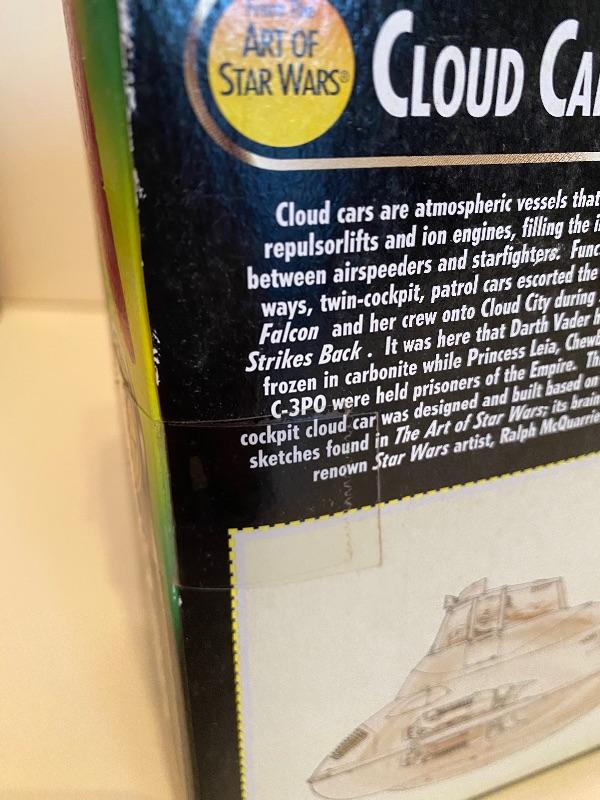 From The
ART OF
STAR WARS®
CLOUD CA
Cloud cars are atmospheric vessels that
repulsorlifts and ion engines, filling the
between airspeeders and starfighters. Func
ways, twin-cockpit, patrol cars escorted the
Falcon and her crew onto Cloud City during
Strikes Back. It was here that Darth Vader h
frozen in carbonite while Princess Leia, Chewb
C-3PO were held prisoners of the Empire. Th
cockpit cloud car was designed and built based on
sketches found in The Art of Star Wars; its brain
renown Star Wars artist, Ralph McQuarrie